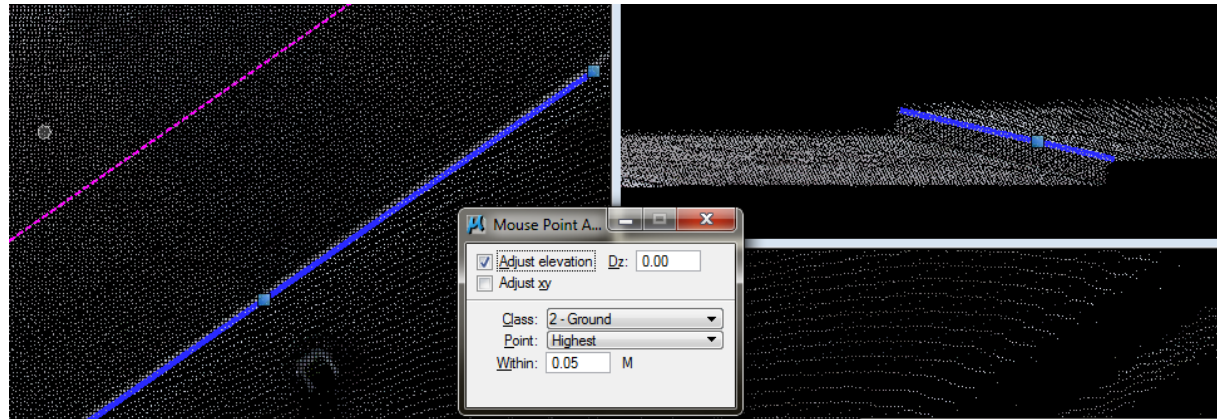 Mouse Point A...
Adjust elevation Dz: 0.00
Adjust xy
Class: 2 - Ground
Point: Highest
Within: 0.05 M